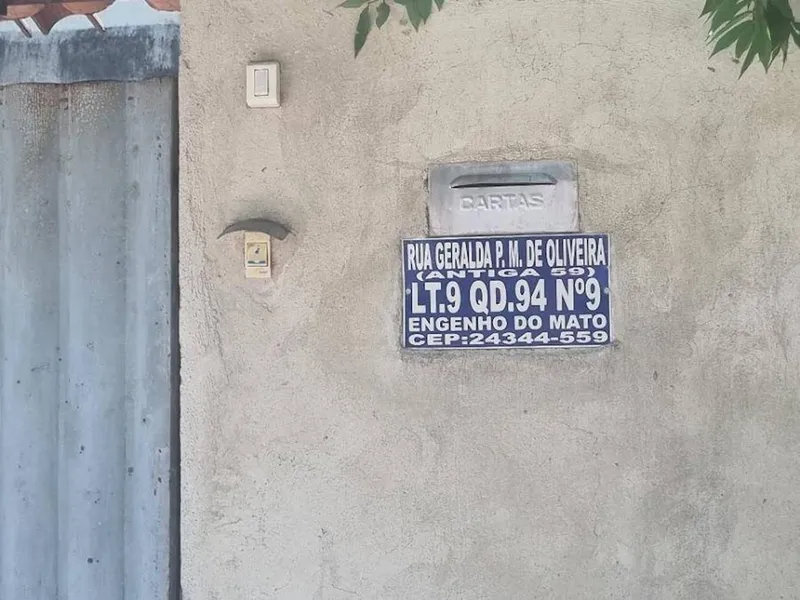 CARTAS
RUA GERALDA P. M. DE OLIVEIRA
(ANTIGA 59)
LT.9 QD.94 Nº9
ENGENHO DO MATO
CEP:24344-559